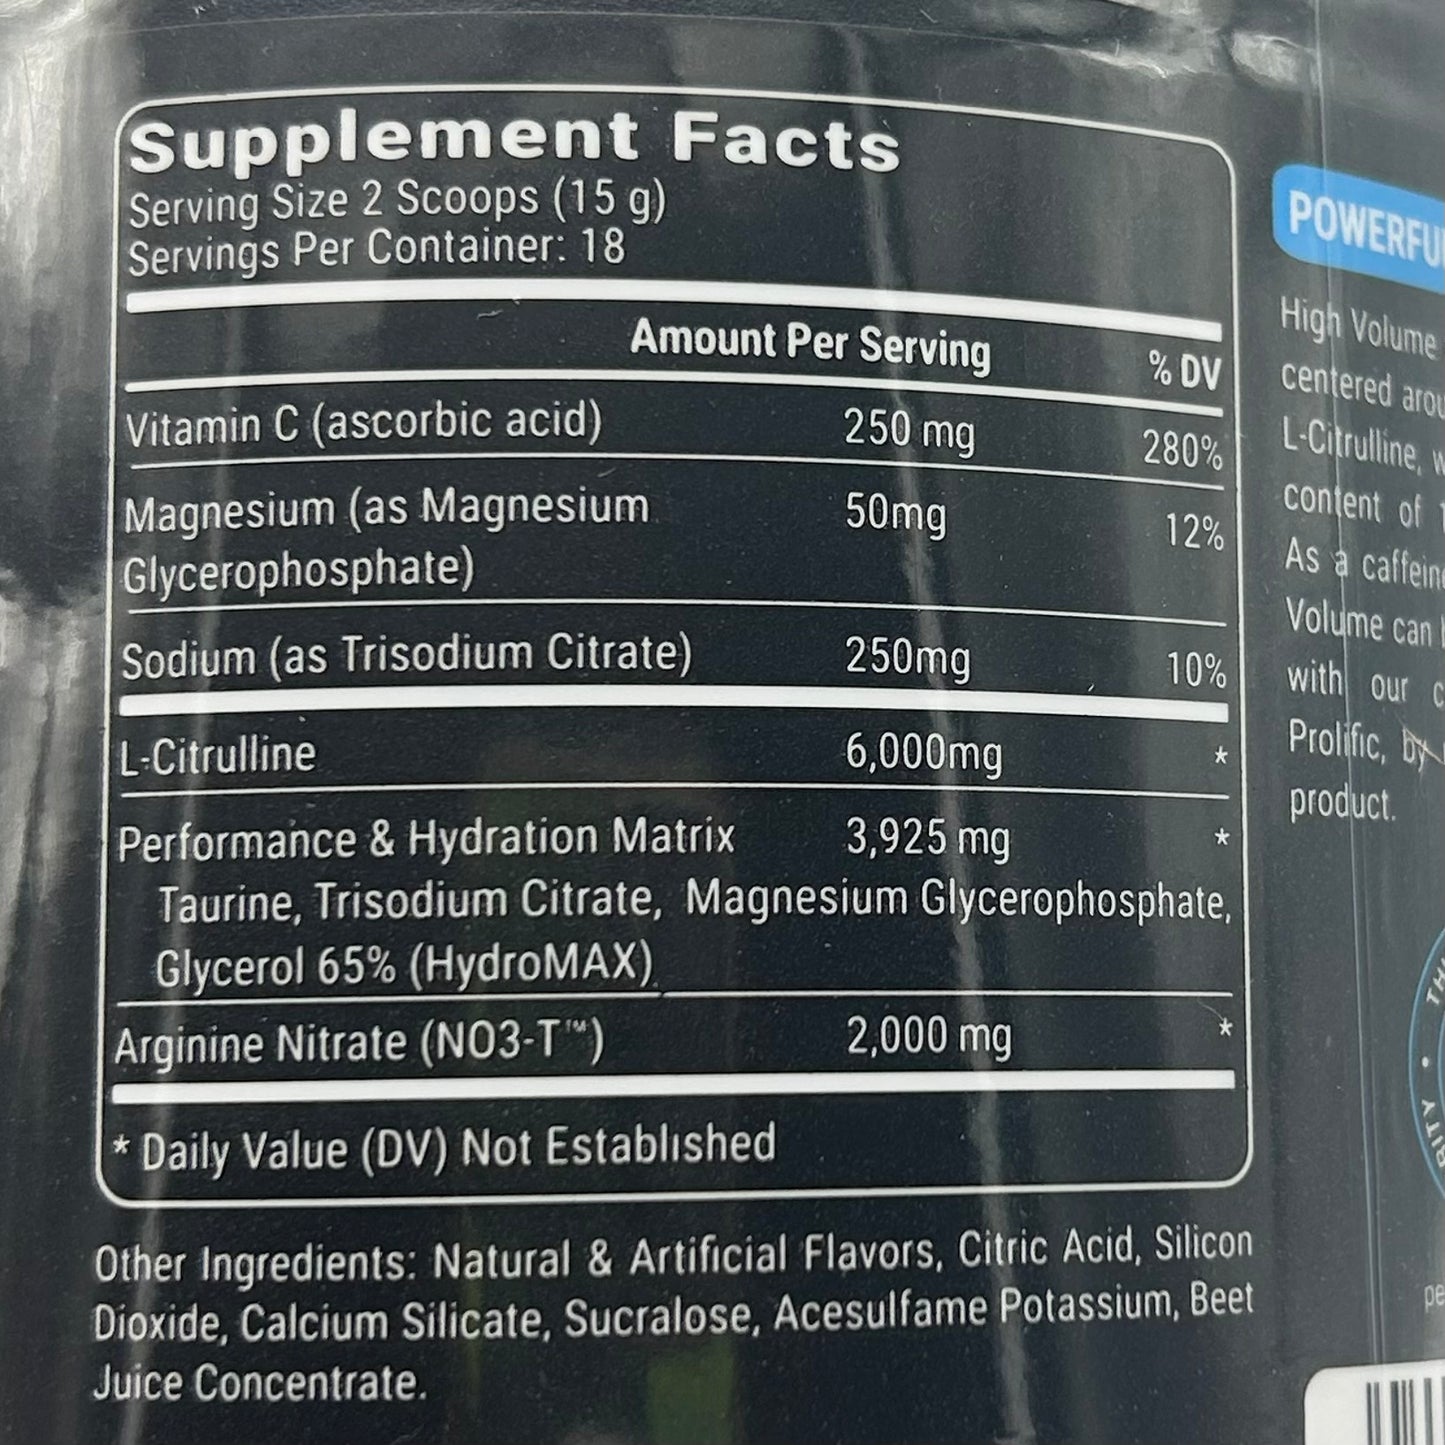 Supplement Facts
Serving Size 2 Scoops (15 g)
Servings Per Container: 18
Amount Per Serving % DV
Vitamin C (ascorbic acid) 250 mg 280%
Magnesium (as Magnesium 50mg 12%
Glycerophosphate)
Sodium (as Trisodium Citrate) 250mg 10%
L-Citrulline 6,000mg *
Performance & Hydration Matrix 3,925 mg *
Taurine, Trisodium Citrate, Magnesium Glycerophosphate,
Glycerol 65% (HydroMAX)
Arginine Nitrate (NO3-T™) 2,000 mg *
* Daily Value (DV) Not Established
Other Ingredients: Natural & Artificial Flavors, Citric Acid, Silicon
Dioxide, Calcium Silicate, Sucralose, Acesulfame Potassium, Beet
Juice Concentrate.
High Volume
centered
L-Citrulline,
content of
As a
Volume can
with our
Prolific, by
product.